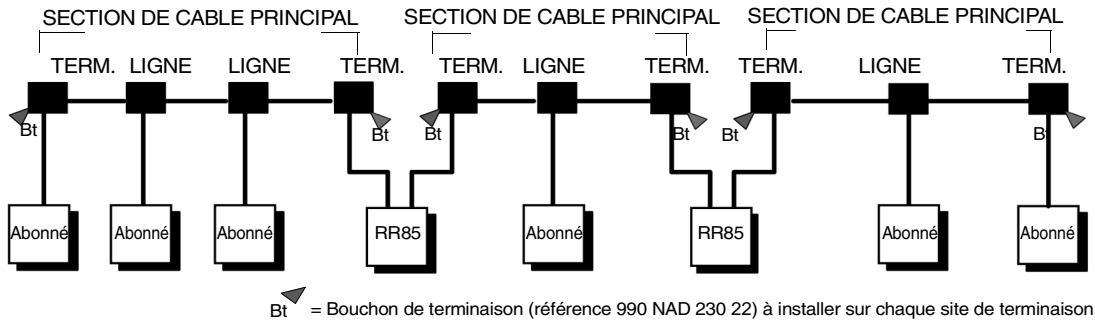 SECTION DE CABLE PRINCIPAL SECTION DE CABLE PRINCIPAL SECTION DE CABLE PRINCIPAL
TERM. LIGNE LIGNE TERM. TERM. LIGNE TERM. TERM. LIGNE TERM.
Bt Bt Bt Bt Bt Bt
Abonné Abonné Abonné RR85 Abonné RR85 Abonné Abonné
Bt = Bouchon de terminaison (référence 990 NAD 230 22) à installer sur chaque site de terminaison